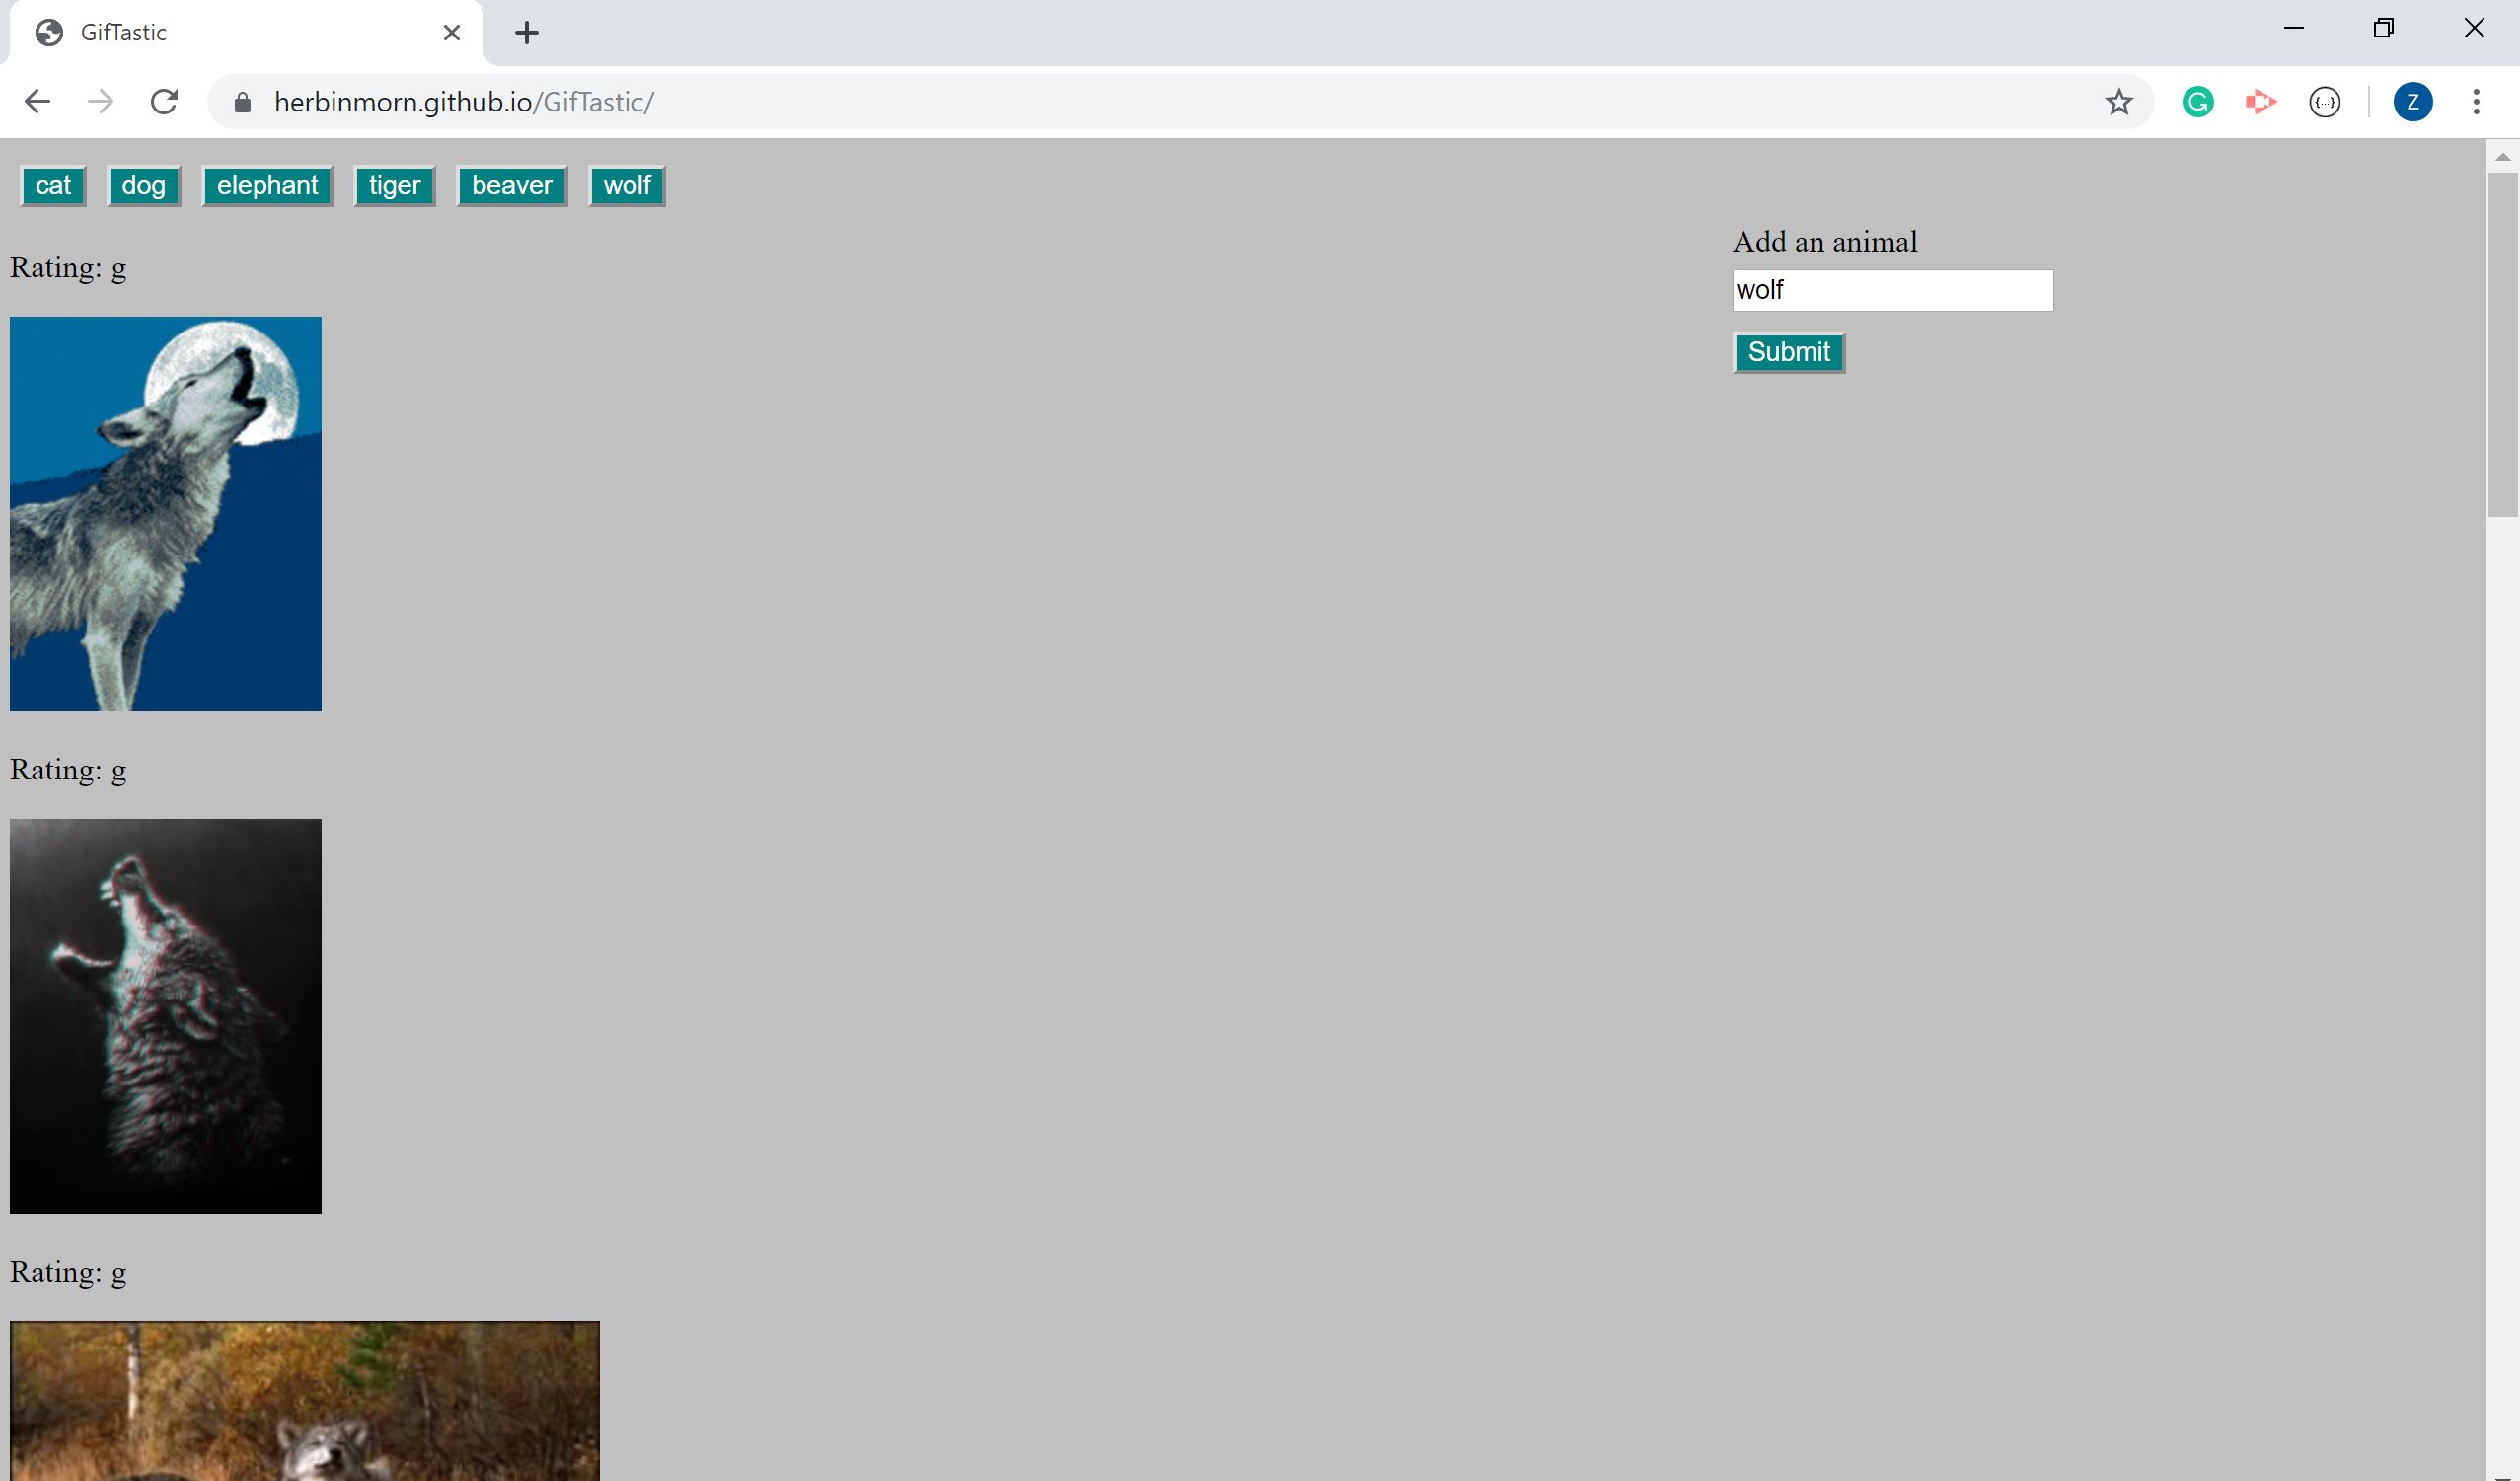 GifTastic
herbinmorn.github.io/GifTastic/
Z
cat dog elephant tiger beaver wolf
Add an animal
wolf
Submit
Rating: g
Rating: g
Rating: g